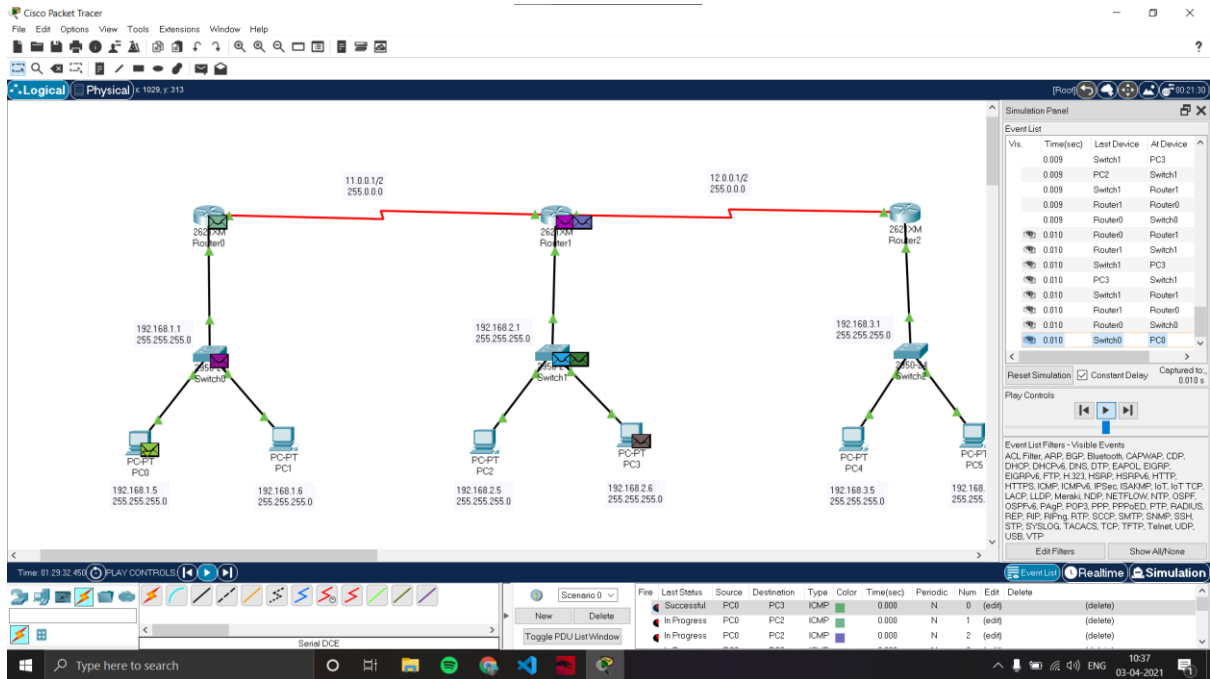 Cisco Packet Tracer
File Edit Options View Tools Extensions Window Help
?
Logical Physical x: 1029, y: 313
[Root] 00:21:30
11.0.0.1/2
255.0.0.0
12.0.0.1/2
255.0.0.0
2621XM
Router0
2621XM
Router1
2621XM
Router2
192.168.1.1
255.255.255.0
192.168.2.1
255.255.255.0
192.168.3.1
255.255.255.0
Switch0
Switch1
Switch2
PC-PT
PC0
PC-PT
PC1
PC-PT
PC2
PC-PT
PC3
PC-PT
PC4
PC-PT
PC5
192.168.1.5
255.255.255.0
192.168.1.6
255.255.255.0
192.168.2.5
255.255.255.0
192.168.2.6
255.255.255.0
192.168.3.5
255.255.255.0
192.168.
255.255.
Simulation Panel
Event List
Vis. Time(sec) Last Device At Device
0.009 Switch1 PC3
0.009 PC2 Switch1
0.009 Switch1 Router1
0.009 Router1 Router0
0.009 Router0 Switch0
0.010 Router0 Router1
0.010 Router1 Switch1
0.010 Switch1 PC3
0.010 PC3 Switch1
0.010 Switch1 Router1
0.010 Router1 Router0
0.010 Router0 Switch0
0.010 Switch0 PC0
Reset Simulation Constant Delay Captured to:
0.010 s
Play Controls
Event List Filters - Visible Events
ACL Filter, ARP, BGP, Bluetooth, CAPWAP, CDP,
DHCP, DHCPv6, DNS, DTP, EAPOL, EIGRP,
EIGRPv6, FTP, H.323, HSRP, HSRPv6, HTTP,
HTTPS, ICMP, ICMPv6, IPSec, ISAKMP, IoT, IoT TCP,
LACP, LLDP, Meraki, NDP, NETFLOW, NTP, OSPF,
OSPFv6, PAgP, POP3, PPP, PPPoED, PTP, RADIUS,
REP, RIP, RIPng, RTP, SCCP, SMTP, SNMP, SSH,
STP, SYSLOG, TACACS, TCP, TFTP, Telnet, UDP,
USB, VTP
Edit Filters Show All/None
Time: 01:29:32.450 PLAY CONTROLS:
Event List Realtime Simulation
Scenario 0
New Delete
Toggle PDU List Window
Serial DCE
Fire Last Status Source Destination Type Color Time(sec) Periodic Num Edit Delete
Successful PC0 PC3 ICMP 0.000 N 0 (edit) (delete)
In Progress PC0 PC2 ICMP 0.000 N 1 (edit) (delete)
In Progress PC0 PC2 ICMP 0.000 N 2 (edit) (delete)
Type here to search
ENG
10:37
03-04-2021